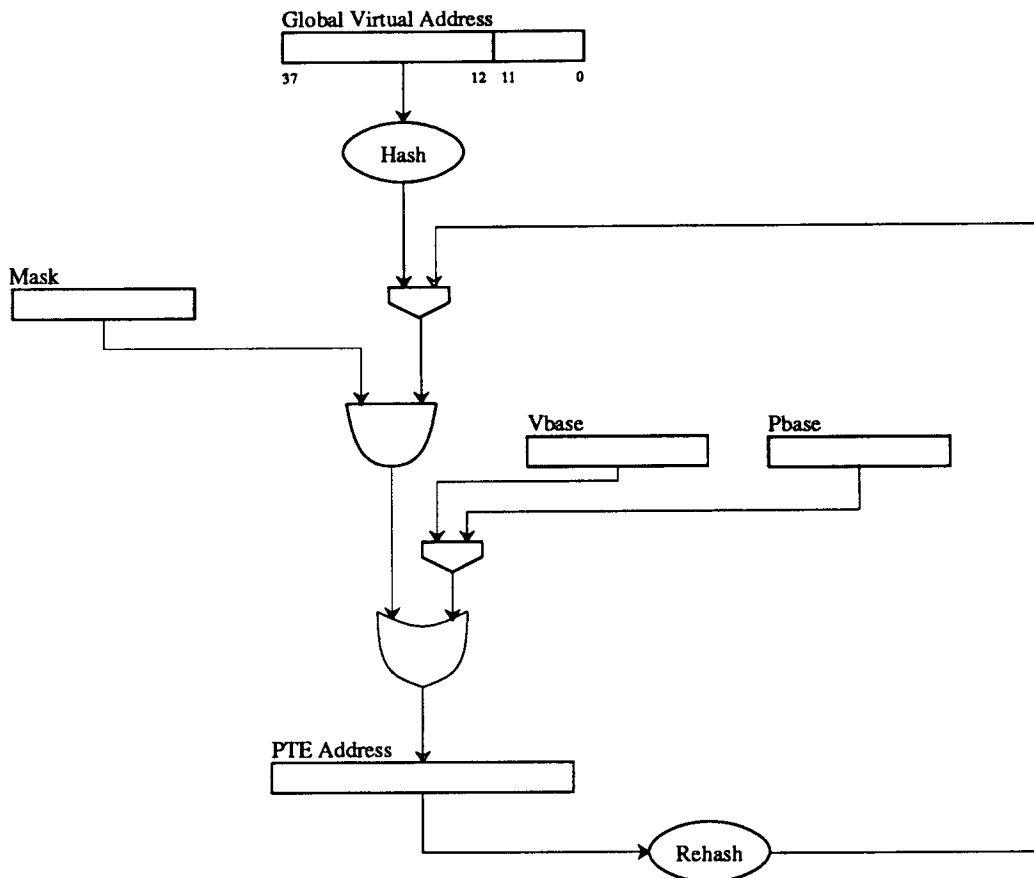 Global Virtual Address
37 12 11 0
Hash
Mask
Vbase Pbase
PTE Address
Rehash